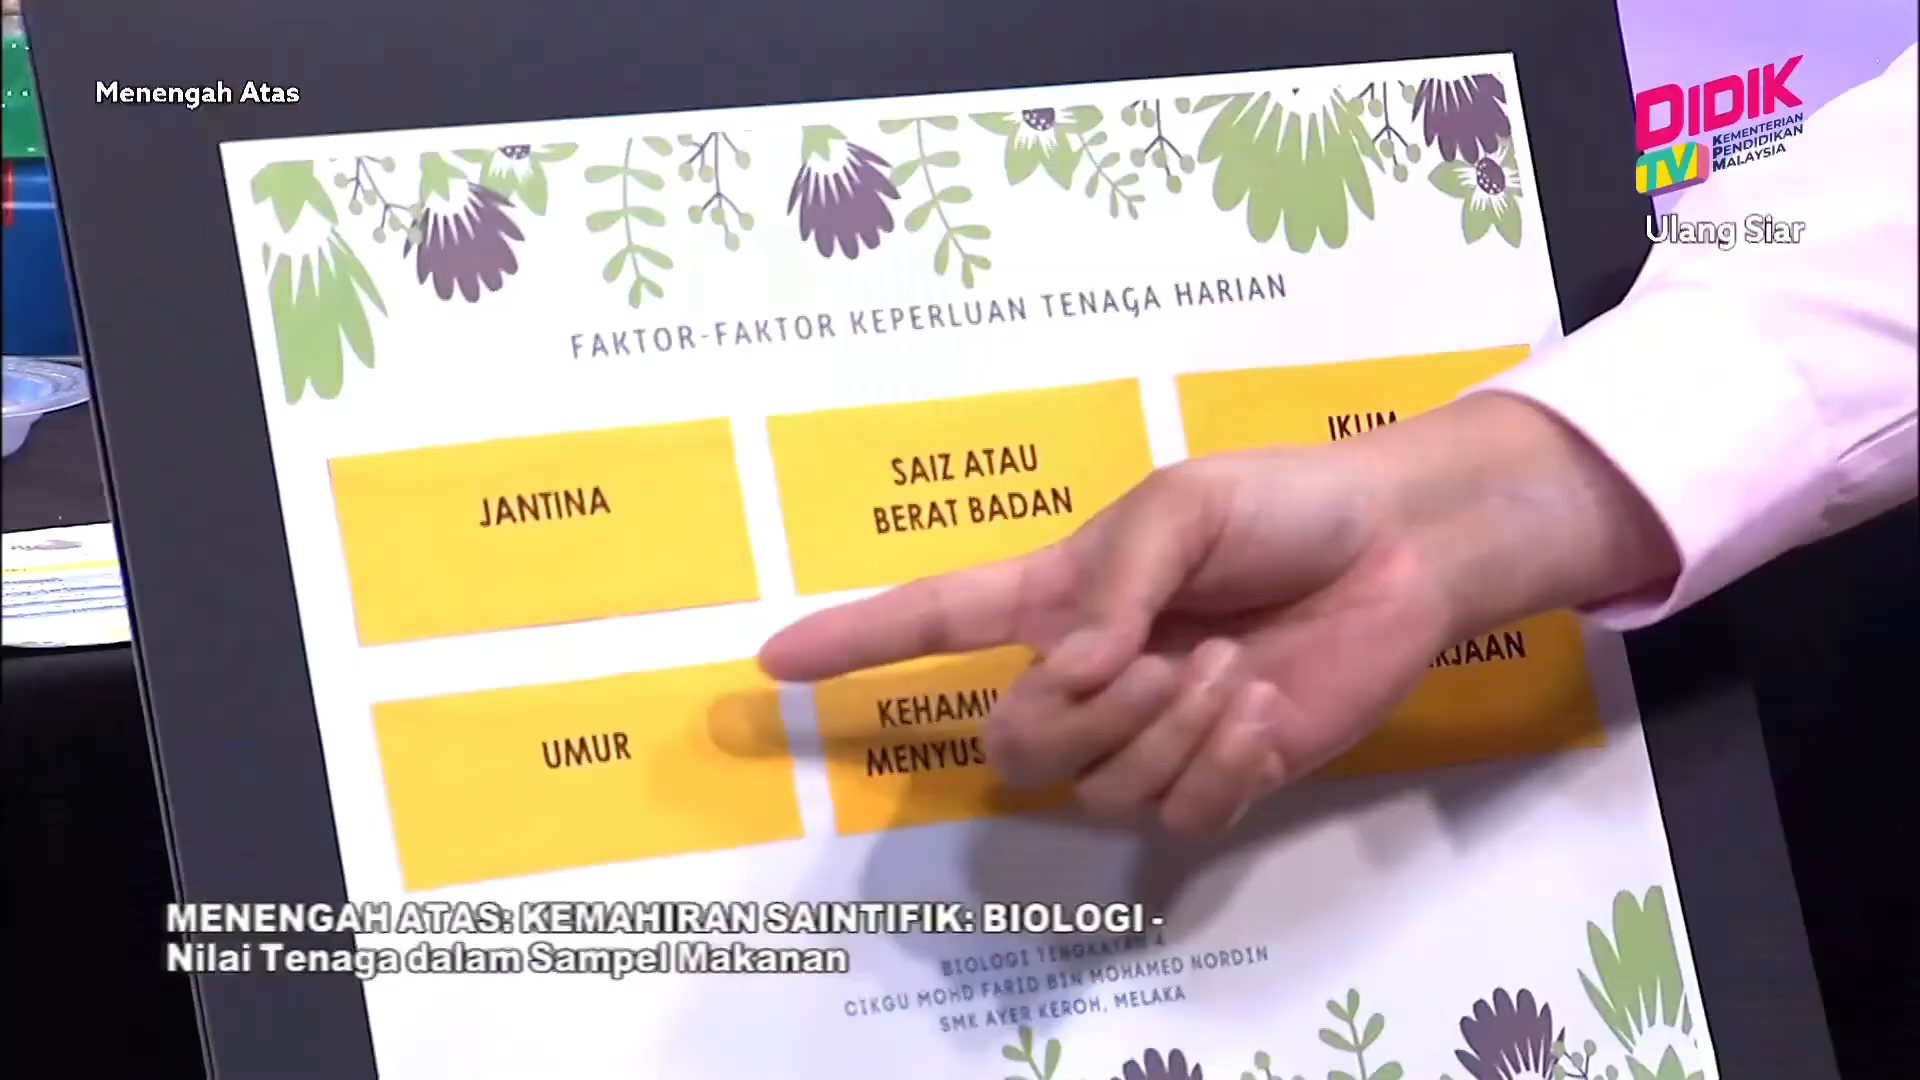 Menengah Atas
DIDIK
TV
KEMENTERIAN
PENDIDIKAN
MALAYSIA
Ulang Siar
FAKTOR-FAKTOR KEPERLUAN TENAGA HARIAN
JANTINA
SAIZ ATAU
BERAT BADAN
UMUR
MENENGAH ATAS: KEMAHIRAN SAINTIFIK: BIOLOGI -
Nilai Tenaga dalam Sampel Makanan
BIOLOGI TINGKATAN 4
CIKGU MOHD FARID BIN MOHAMED NORDIN
SMK AYER KEROH, MELAKA